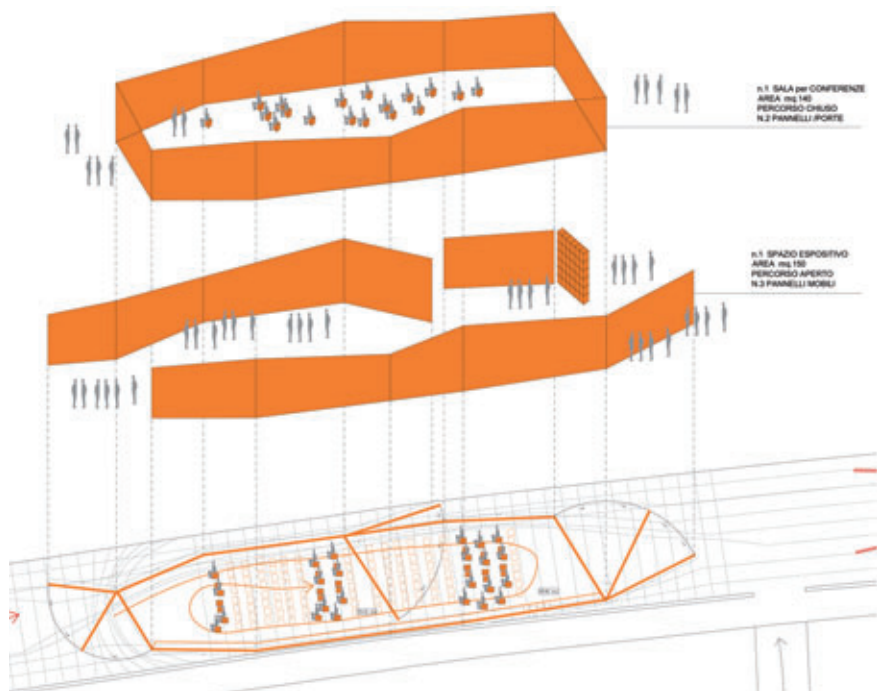 n.1 SALA per CONFERENZE
AREA mq.140
PERCORSO CHIUSO
N.2 PANNELLI /PORTE
n.1 SPAZIO ESPOSITIVO
AREA mq.150
PERCORSO APERTO
N.3 PANNELLI MOBILI